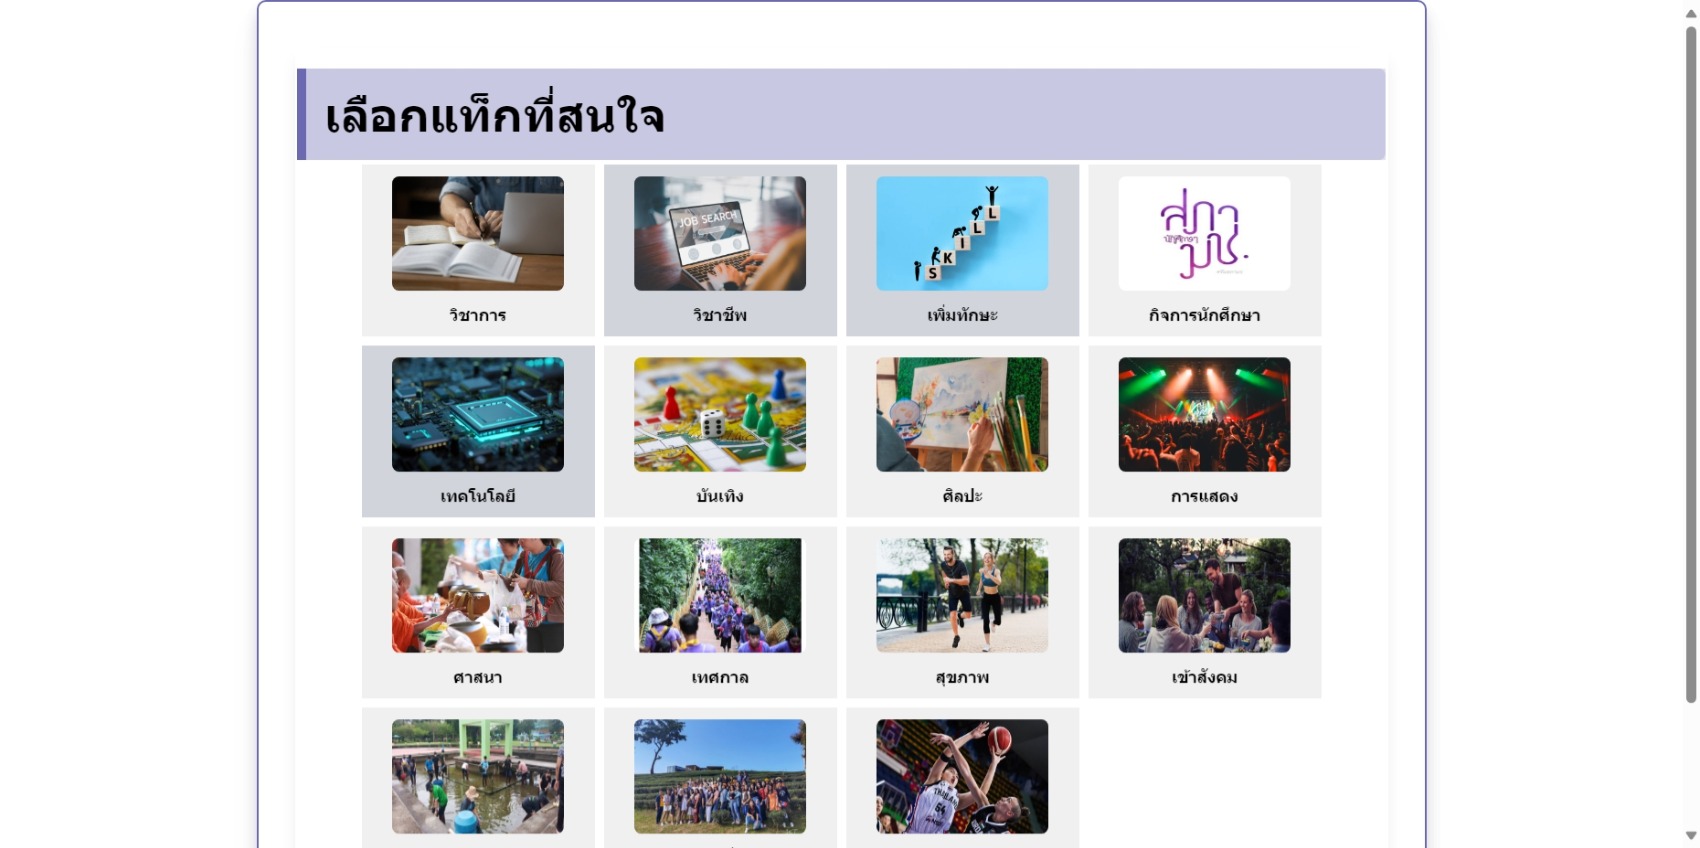 เลือกแท็กที่สนใจ
JOB SEARCH
SKILL
สภา
นักศึกษา
มช.
วิชาการ
วิชาชีพ
เพิ่มทักษะ
กิจการนักศึกษา
เทคโนโลยี
บันเทิง
ศิลปะ
การแสดง
ศาสนา
เทศกาล
สุขภาพ
เข้าสังคม
THAILAND